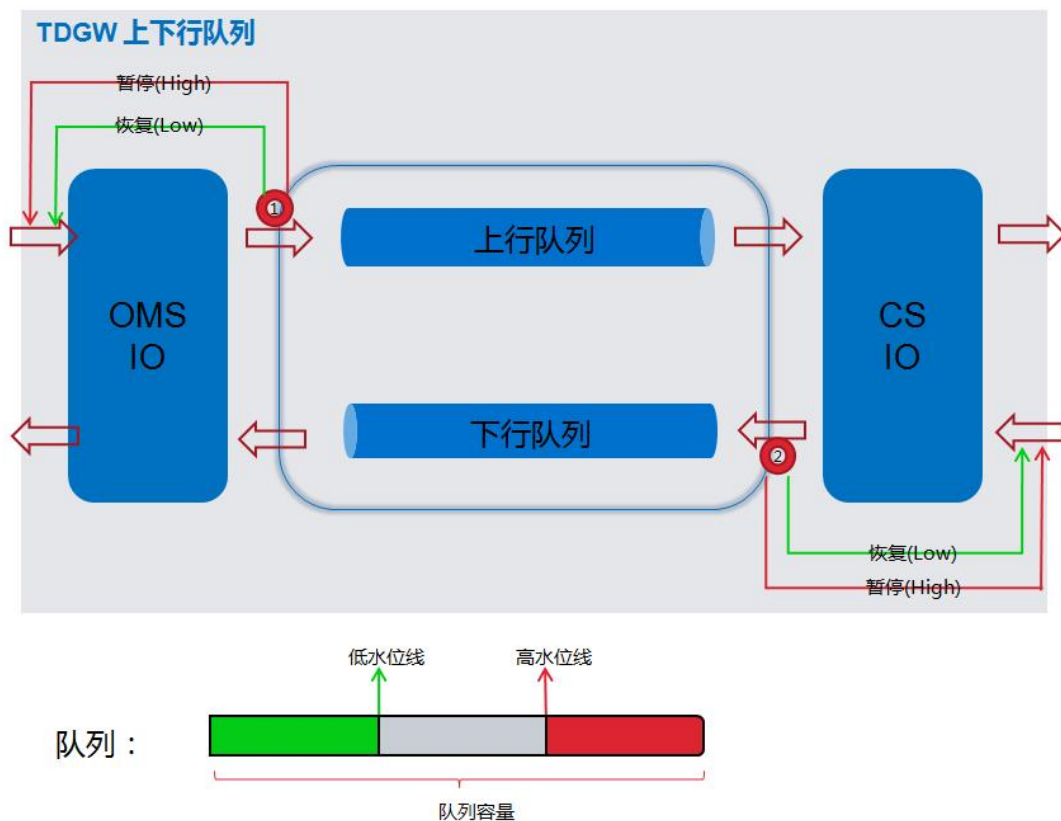 TDGW 上下行队列
暂停(High)
恢复(Low)
①
上行队列
OMS
IO
CS
IO
下行队列
②
恢复(Low)
暂停(High)
低水位线
高水位线
队列：
队列容量